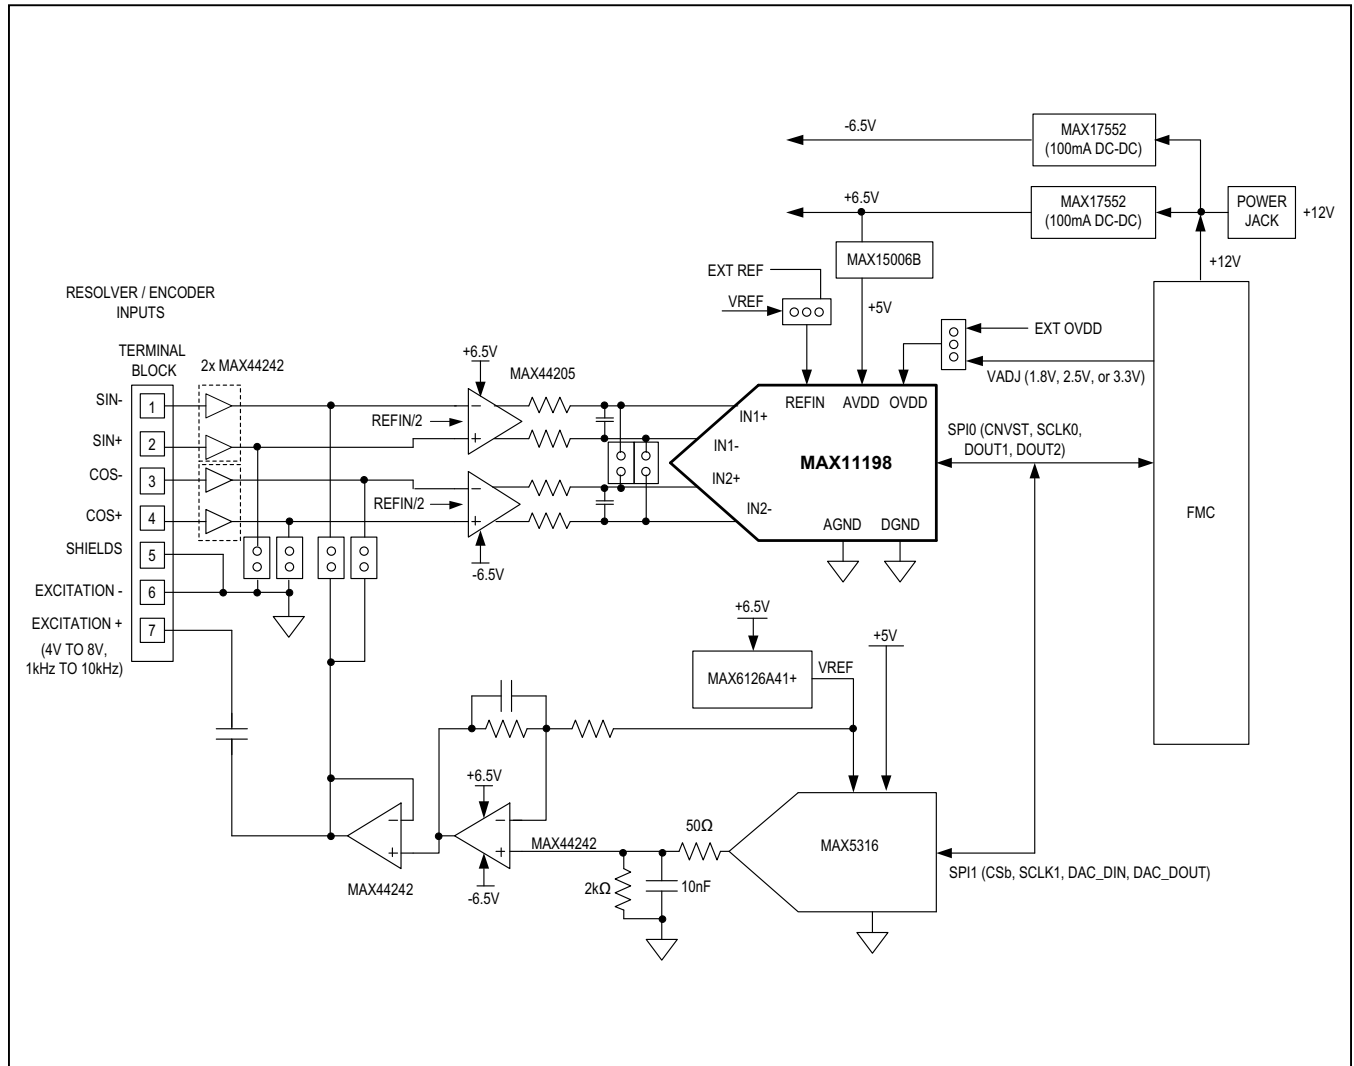 -6.5V
MAX17552
(100mA DC-DC)
+6.5V
MAX17552
(100mA DC-DC)
POWER
JACK
+12V
+12V
MAX15006B
+5V
EXT REF
VREF
EXT OVDD
VADJ (1.8V, 2.5V, or 3.3V)
RESOLVER / ENCODER
INPUTS
TERMINAL
BLOCK
2x MAX44242
SIN-
1
SIN+
2
COS-
3
COS+
4
SHIELDS
5
EXCITATION -
6
EXCITATION +
7
(4V TO 8V,
1kHz TO 10kHz)
+6.5V
MAX44205
REFIN/2
-
+
REFIN/2
-
+
-6.5V
REFIN
AVDD
OVDD
IN1+
IN1-
MAX11198
IN2+
IN2-
AGND
DGND
SPI0 (CNVST, SCLK0,
DOUT1, DOUT2)
FMC
+6.5V
MAX6126A41+
VREF
+5V
+6.5V
-
+
MAX44242
-6.5V
-
+
MAX44242
50Ω
2kΩ
10nF
MAX5316
SPI1 (CSb, SCLK1, DAC_DIN, DAC_DOUT)